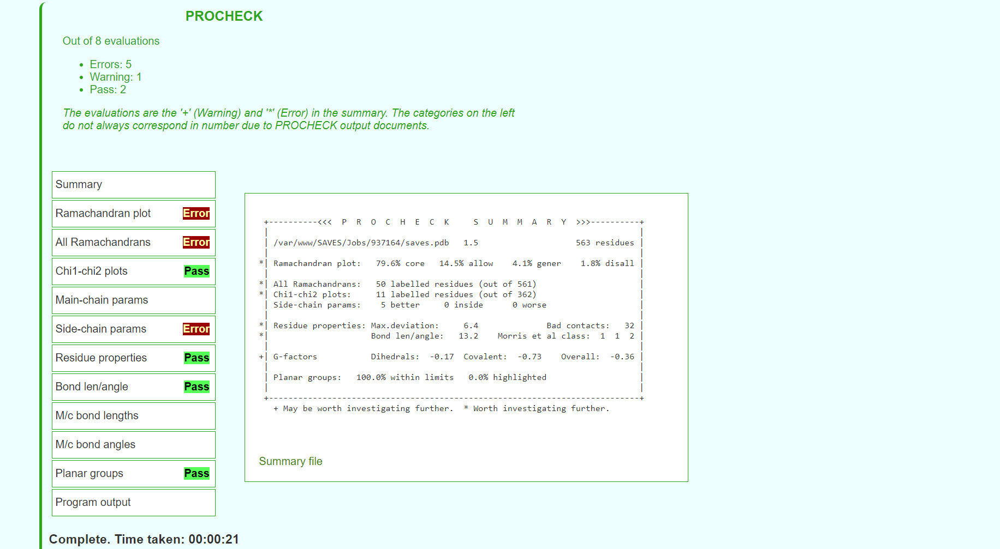 PROCHECK
Out of 8 evaluations
• Errors: 5
• Warning: 1
• Pass: 2
The evaluations are the '+' (Warning) and '*' (Error) in the summary. The categories on the left
do not always correspond in number due to PROCHECK output documents.
Summary
Ramachandran plot Error
All Ramachandrans Error
Chi1-chi2 plots Pass
Main-chain params
Side-chain params Error
Residue properties Pass
Bond len/angle Pass
M/c bond lengths
M/c bond angles
Planar groups Pass
Program output
+----------<<< P R O C H E C K S U M M A R Y >>>----------+
| |
| /var/www/SAVES/Jobs/937164/saves.pdb 1.5 563 residues |
| |
*| Ramachandran plot: 79.6% core 14.5% allow 4.1% gener 1.8% disall |
| |
*| All Ramachandrans: 50 labelled residues (out of 561) |
*| Chi1-chi2 plots: 11 labelled residues (out of 362) |
| Side-chain params: 5 better 0 inside 0 worse |
| |
*| Residue properties: Max.deviation: 6.4 Bad contacts: 32 |
*| Bond len/angle: 13.2 Morris et al class: 1 1 2 |
| |
+| G-factors Dihedrals: -0.17 Covalent: -0.73 Overall: -0.36 |
| |
| Planar groups: 100.0% within limits 0.0% highlighted |
| |
+----------------------------------------------------------------------------+
+ May be worth investigating further. * Worth investigating further.
Summary file
Complete. Time taken: 00:00:21